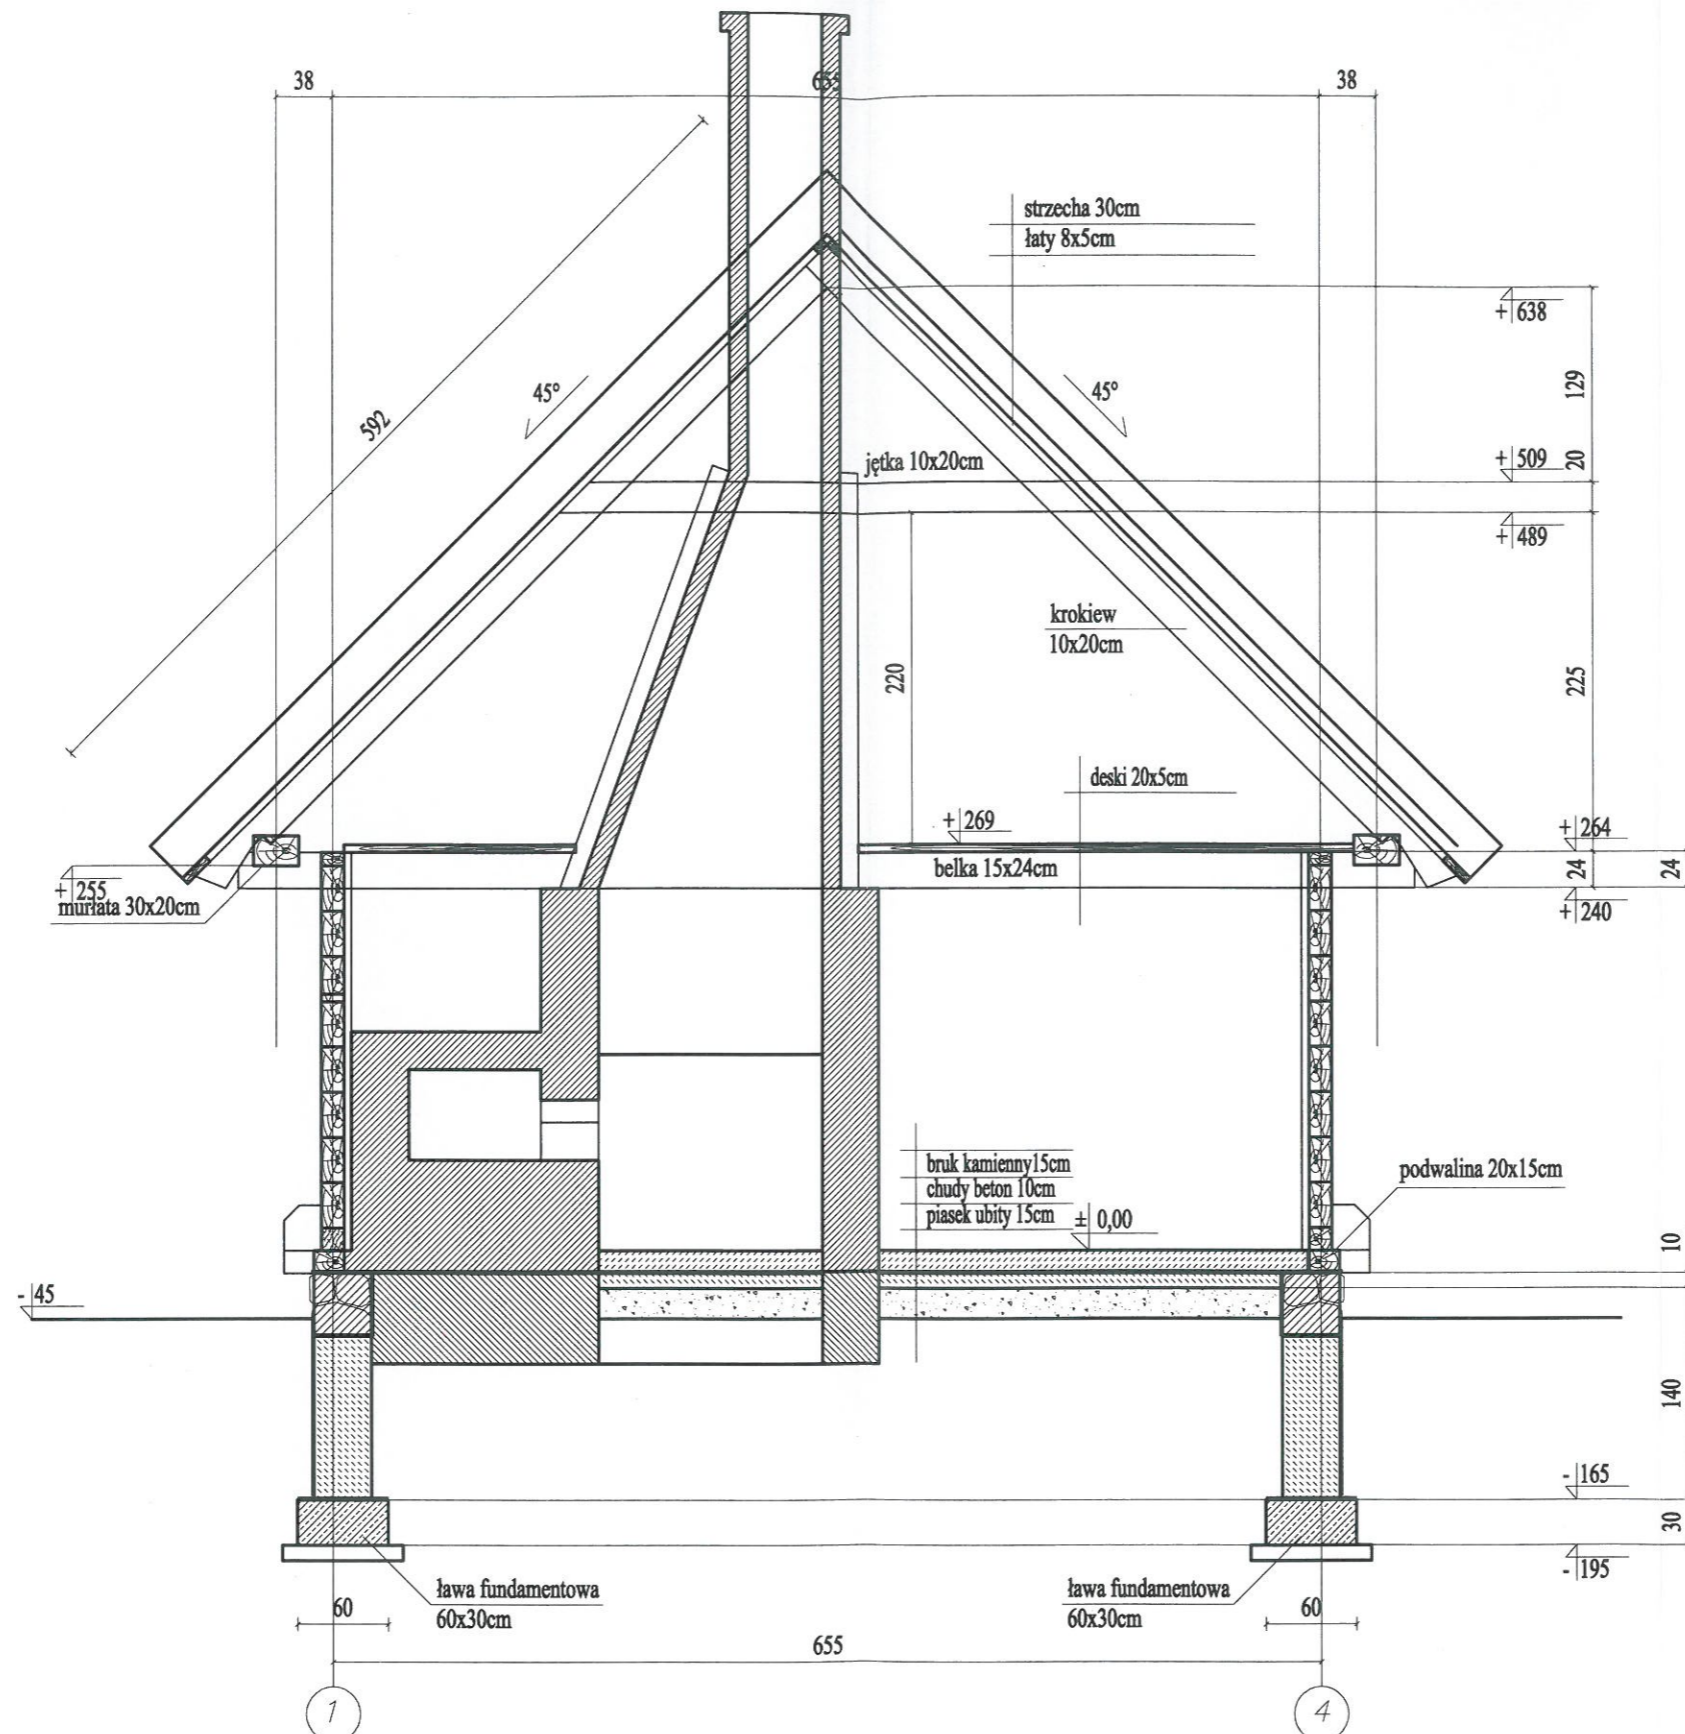 38
655
38
strzecha 30cm
łaty 8x5cm
+ 638
129
45°
45°
592
jętka 10x20cm
+ 509
20
+ 489
krokiew
10x20cm
220
225
deski 20x5cm
+ 269
+ 264
belka 15x24cm
24
24
+ 255
murłata 30x20cm
+ 240
bruk kamienny15cm
chudy beton 10cm
piasek ubity 15cm
± 0,00
podwalina 20x15cm
10
- 45
140
- 165
30
- 195
ława fundamentowa
60x30cm
ława fundamentowa
60x30cm
60
60
655
1
4